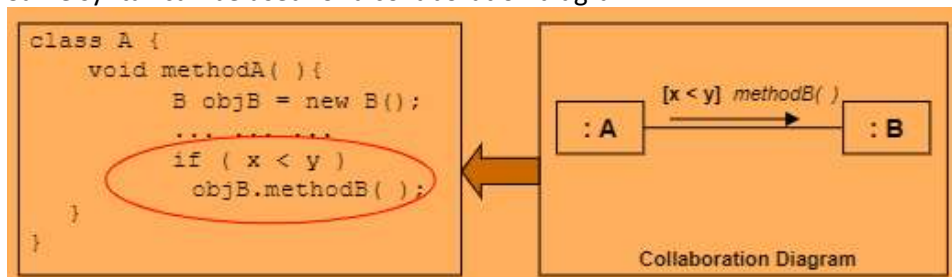 class A {
void methodA( ){
B objB = new B();
... ... ...
if ( x < y )
objB.methodB( );
}
}
[x < y] methodB( )
: A
: B
Collaboration Diagram